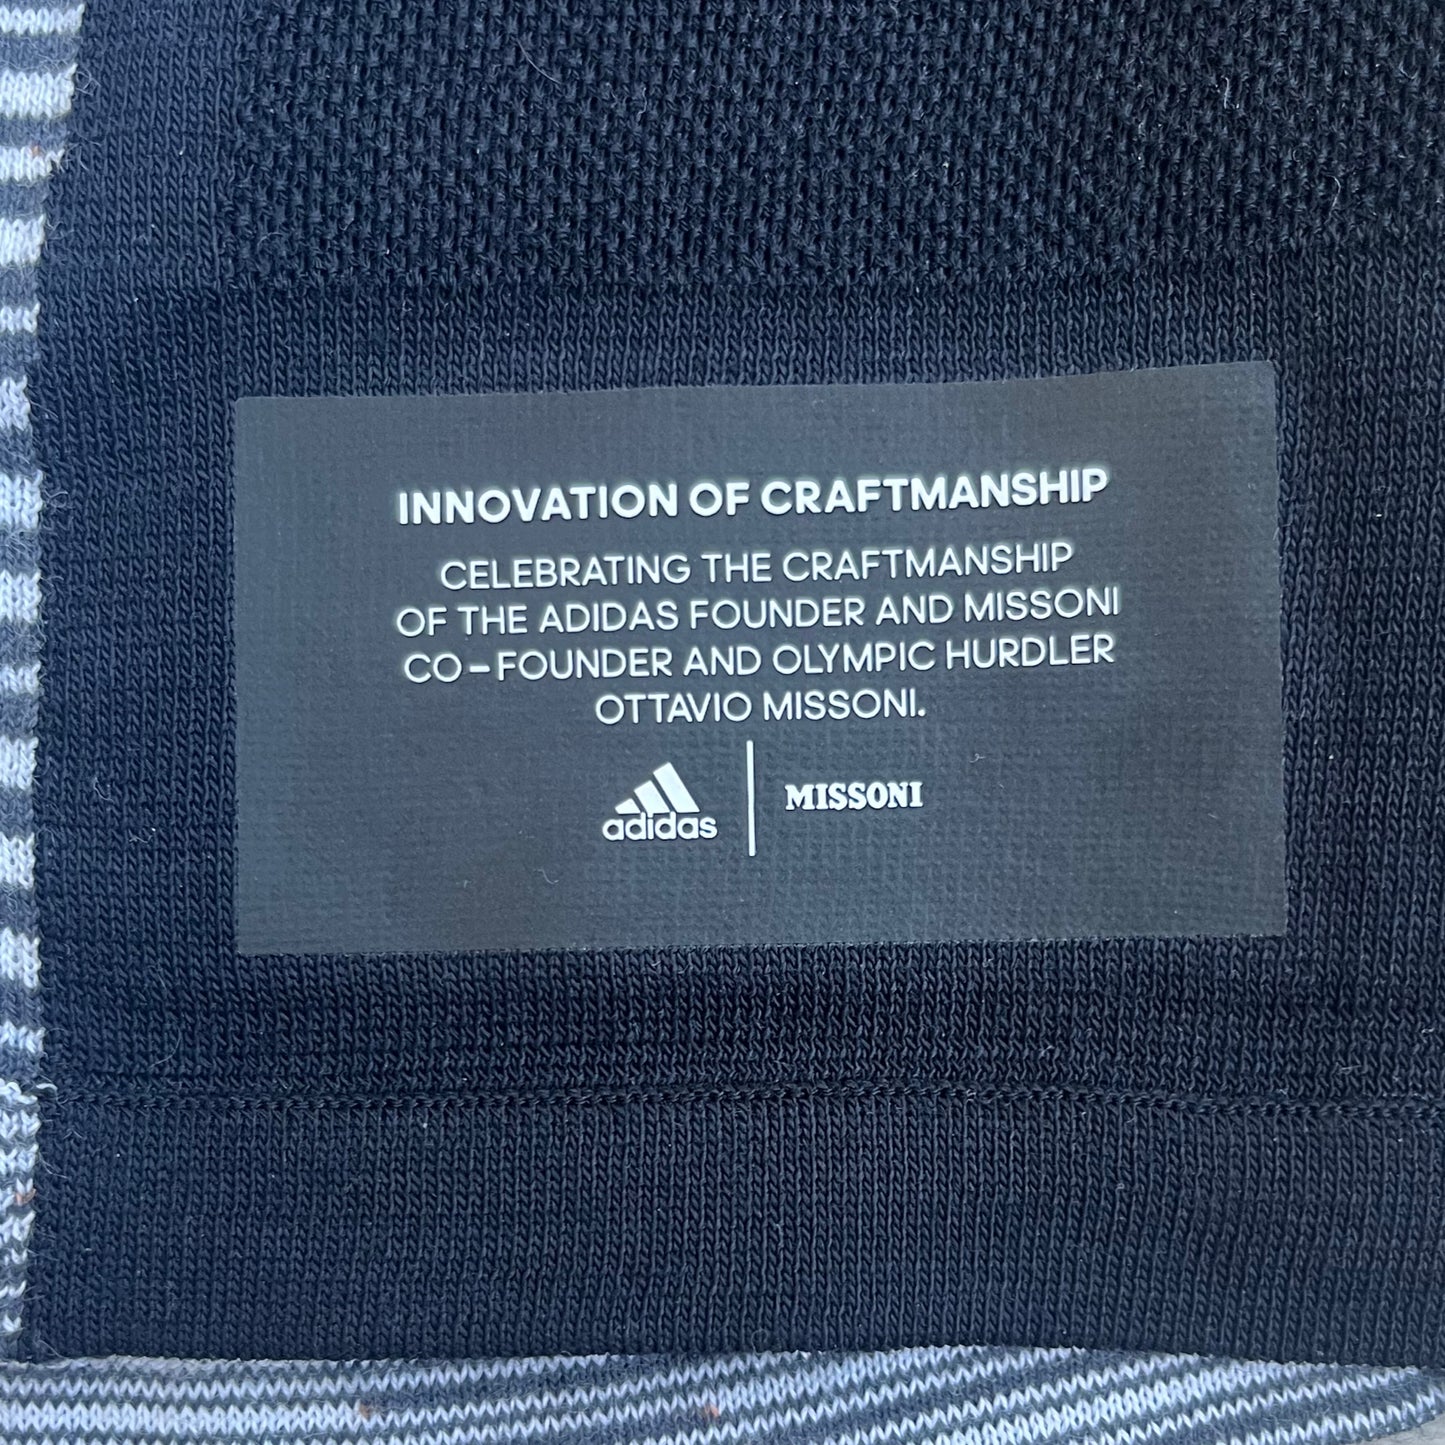 INNOVATION OF CRAFTMANSHIP
CELEBRATING THE CRAFTMANSHIP
OF THE ADIDAS FOUNDER AND MISSONI
CO-FOUNDER AND OLYMPIC HURDLER
OTTAVIO MISSONI.
adidas | MISSONI